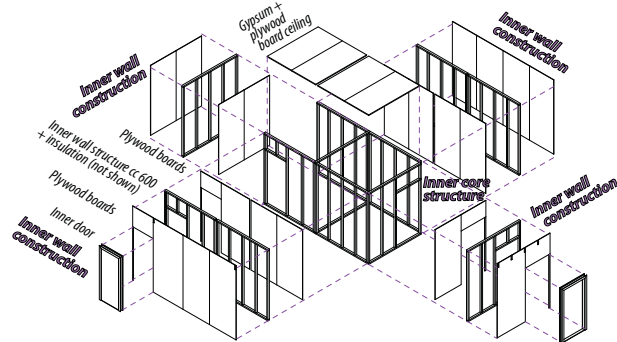 Gypsum +
plywood
board ceiling
Inner wall
construction
Inner wall
construction
Plywood boards
Inner wall structure cc 600
+ insulation (not shown)
Plywood boards
Inner door
Inner wall
construction
Inner core
structure
Inner wall
construction